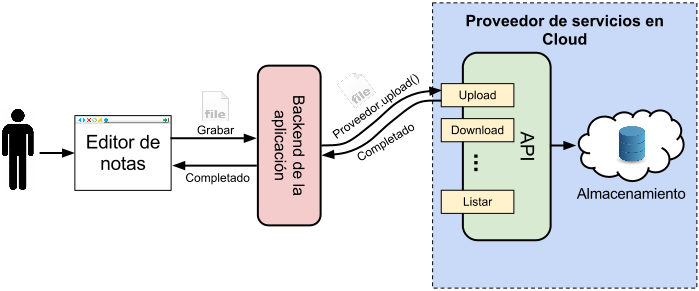 Proveedor de servicios en
Cloud
Editor de
notas
file
Grabar
Completado
Backend de la
aplicación
file
Proveedor.upload()
Completado
Upload
Download
...
Listar
API
Almacenamiento